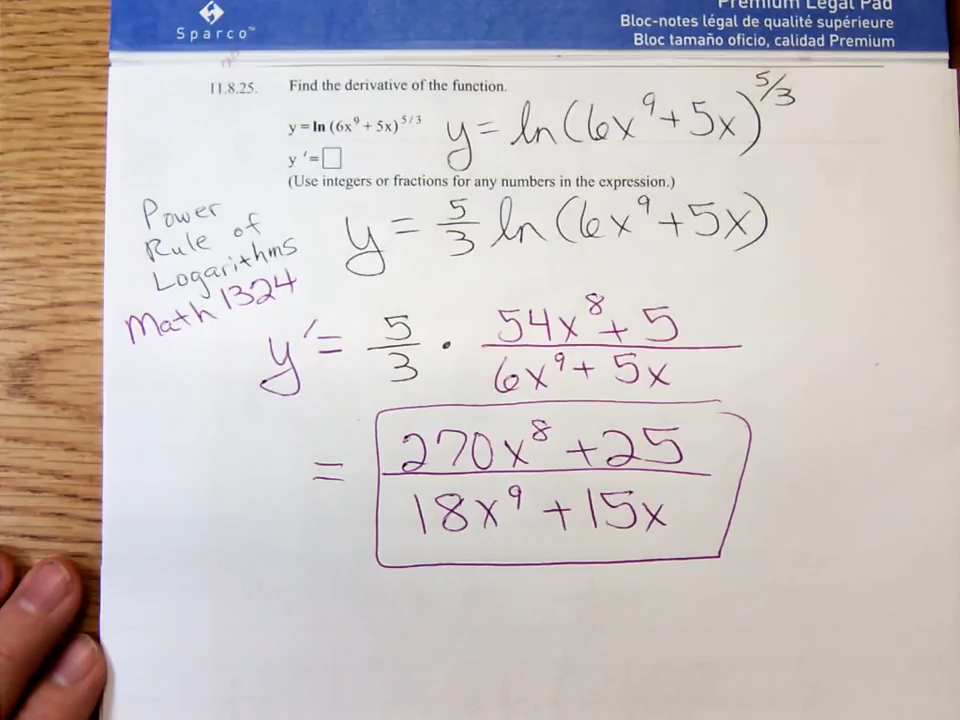 Premium Legal Pad
Sparco™
Bloc-notes légal de qualité supérieure
Bloc tamaño oficio, calidad Premium
11.8.25. Find the derivative of the function.
y = ln (6x⁹ + 5x)⁵ᐟ³
y = ln(6x⁹ + 5x)^5/3
y ′ = □
(Use integers or fractions for any numbers in the expression.)
Power
Rule of
Logarithms
Math 1324
y = 5/3 ln(6x⁹ + 5x)
y′ = 5/3 · (54x⁸ + 5)/(6x⁹ + 5x)
= (270x⁸ + 25)/(18x⁹ + 15x)